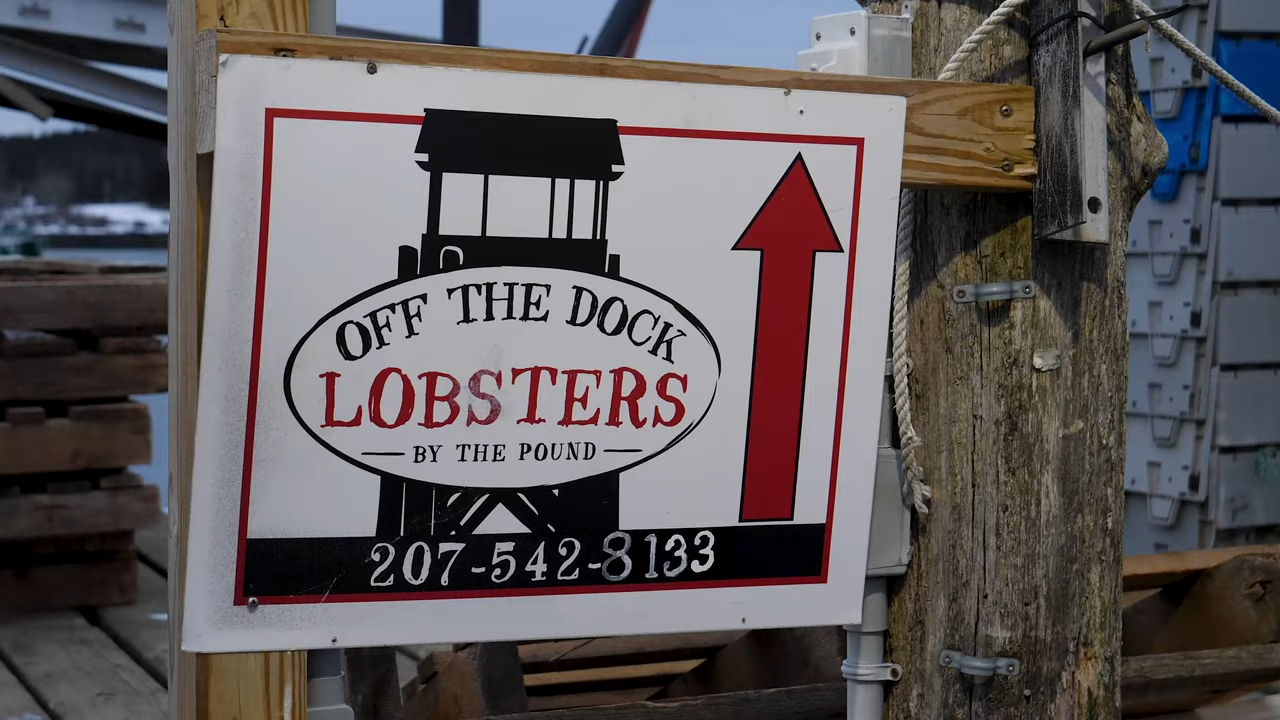 OFF THE DOCK
LOBSTERS
BY THE POUND
207-542-8133